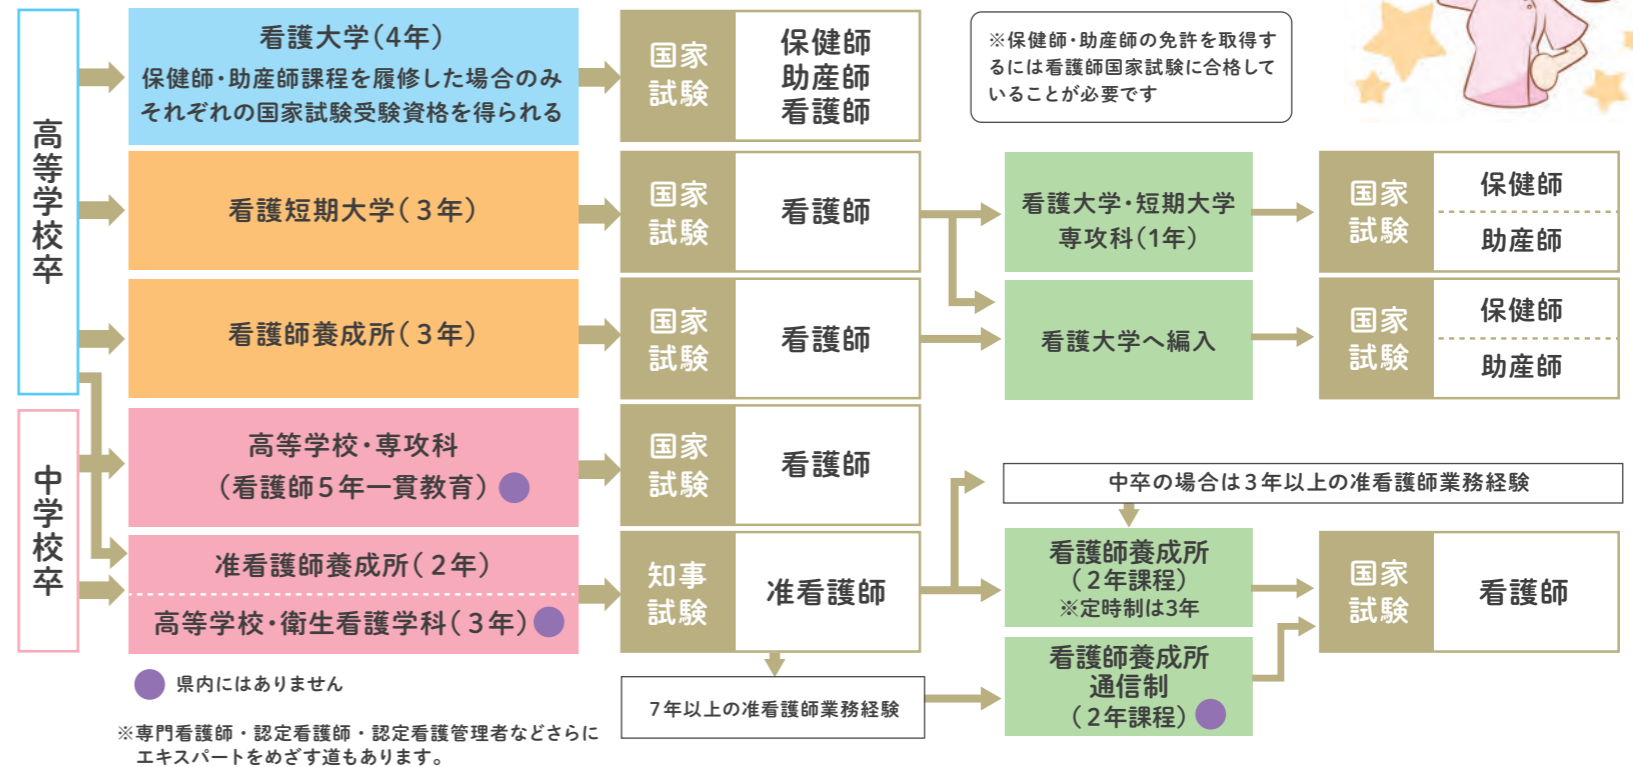 高等学校卒
看護大学(4年)
保健師・助産師課程を履修した場合のみ
それぞれの国家試験受験資格を得られる
国家
試験
保健師
助産師
看護師
※保健師・助産師の免許を取得す
るには看護師国家試験に合格して
いることが必要です
看護短期大学(3年)
国家
試験
看護師
看護大学・短期大学
専攻科(1年)
国家
試験
保健師
助産師
看護師養成所(3年)
国家
試験
看護師
看護大学へ編入
国家
試験
保健師
助産師
中学校卒
高等学校・専攻科
(看護師5年一貫教育)
国家
試験
看護師
中卒の場合は3年以上の准看護師業務経験
准看護師養成所(2年)
高等学校・衛生看護学科(3年)
知事
試験
准看護師
看護師養成所
(2年課程)
※定時制は3年
国家
試験
看護師
看護師養成所
通信制
(2年課程)
7年以上の准看護師業務経験
県内にはありません
※専門看護師・認定看護師・認定看護管理者などさらに
エキスパートをめざす道もあります。